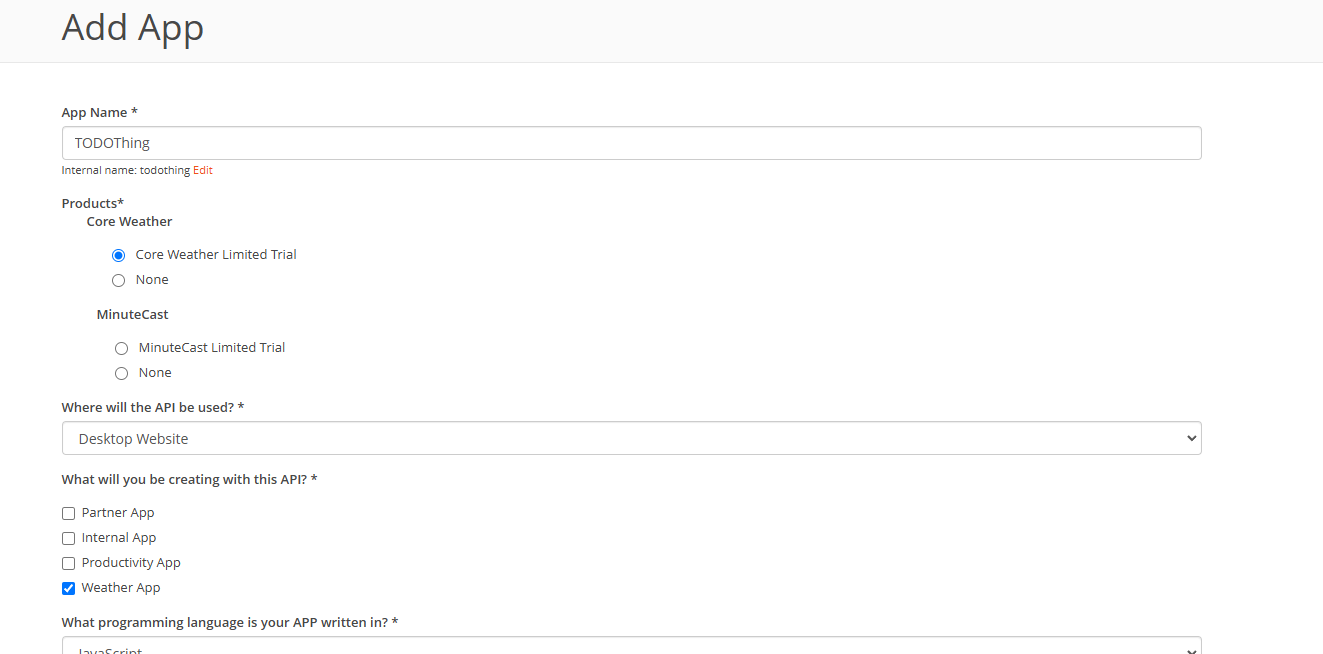 Add App
App Name *
TODOThing
Internal name: todothing Edit
Products*
Core Weather
Core Weather Limited Trial
None
MinuteCast
MinuteCast Limited Trial
None
Where will the API be used? *
Desktop Website
What will you be creating with this API? *
Partner App
Internal App
Productivity App
Weather App
What programming language is your APP written in? *
JavaScript